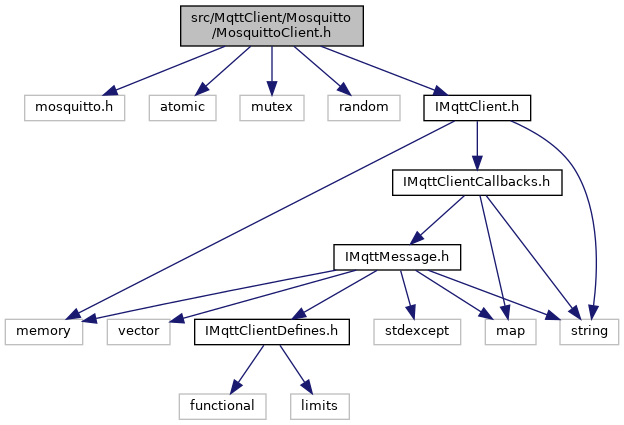 src/MqttClient/Mosquitto
/MosquittoClient.h
mosquitto.h
atomic
mutex
random
IMqttClient.h
IMqttClientCallbacks.h
IMqttMessage.h
memory
vector
IMqttClientDefines.h
stdexcept
map
string
functional
limits